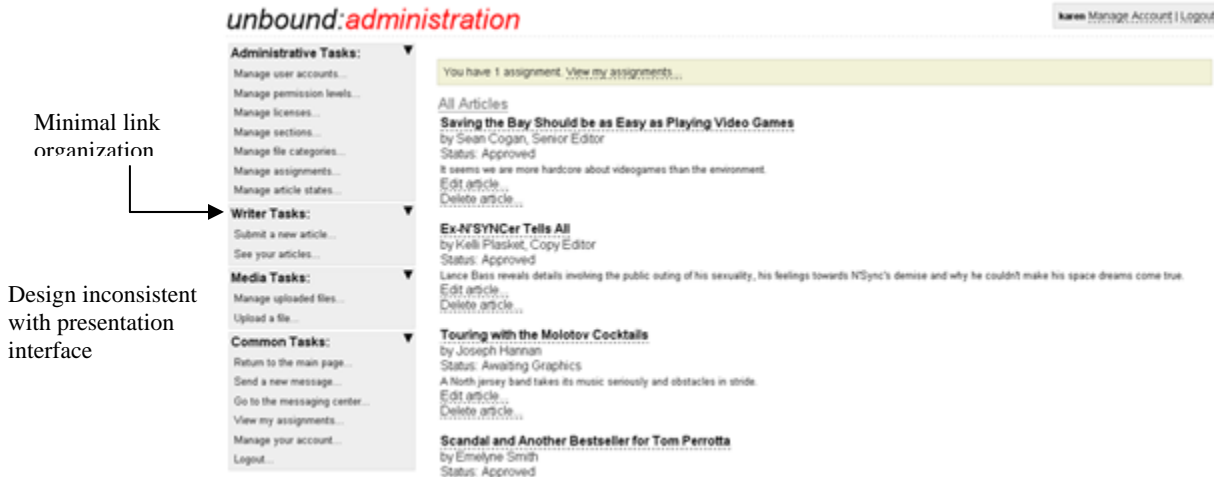 unbound:administration
karen Manage Account | Logout
Administrative Tasks:
Manage user accounts...
Manage permission levels...
Manage licenses...
Manage sections...
Manage file categories...
Manage assignments...
Manage article states...
Writer Tasks:
Submit a new article...
See your articles...
Media Tasks:
Manage uploaded files...
Upload a file...
Common Tasks:
Return to the main page...
Send a new message...
Go to the messaging center...
View my assignments...
Manage your account...
Logout...
You have 1 assignment. View my assignments...
All Articles
Saving the Bay Should be as Easy as Playing Video Games
by Sean Cogan, Senior Editor
Status: Approved
It seems we are more hardcore about videogames than the environment.
Edit article...
Delete article...
Ex-N'SYNCer Tells All
by Kelli Plasket, Copy Editor
Status: Approved
Lance Bass reveals details involving the public outing of his sexuality, his feelings towards N'Sync's demise and why he couldn't make his space dreams come true.
Edit article...
Delete article...
Touring with the Molotov Cocktails
by Joseph Hannan
Status: Awaiting Graphics
A North jersey band takes its music seriously and obstacles in stride.
Edit article...
Delete article...
Scandal and Another Bestseller for Tom Perrotta
by Emelyne Smith
Status: Approved
Minimal link
organization
Design inconsistent
with presentation
interface